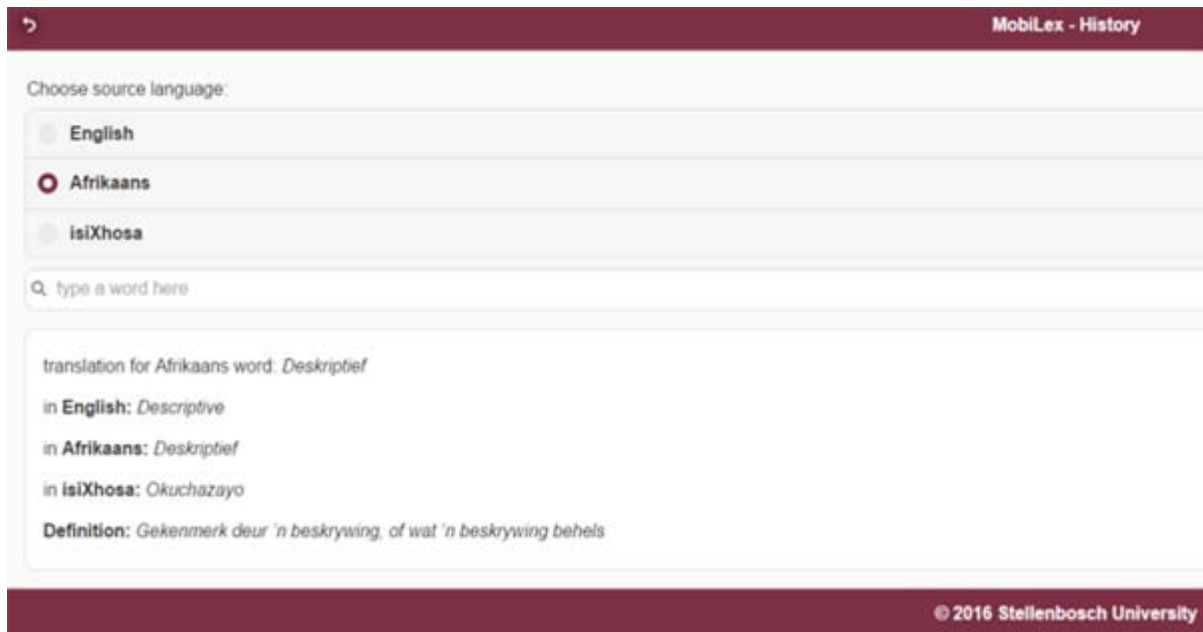 MobiLex - History
Choose source language:
English
Afrikaans
isiXhosa
type a word here
translation for Afrikaans word: Deskriptief
in English: Descriptive
in Afrikaans: Deskriptief
in isiXhosa: Okuchazayo
Definition: Gekenmerk deur 'n beskrywing, of wat 'n beskrywing behels
© 2016 Stellenbosch University